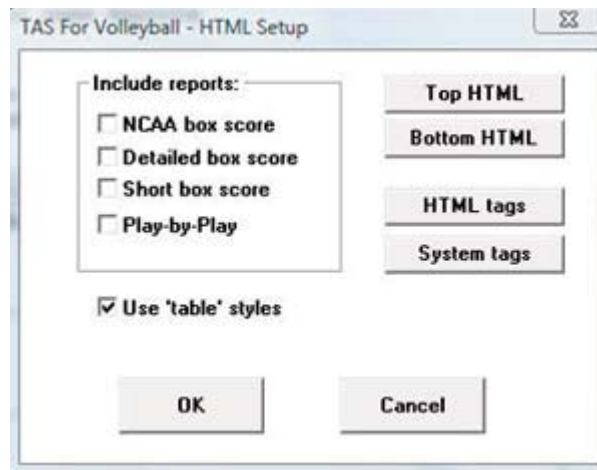 TAS For Volleyball - HTML Setup
Include reports:
NCAA box score
Detailed box score
Short box score
Play-by-Play
Use 'table' styles
Top HTML
Bottom HTML
HTML tags
System tags
OK
Cancel